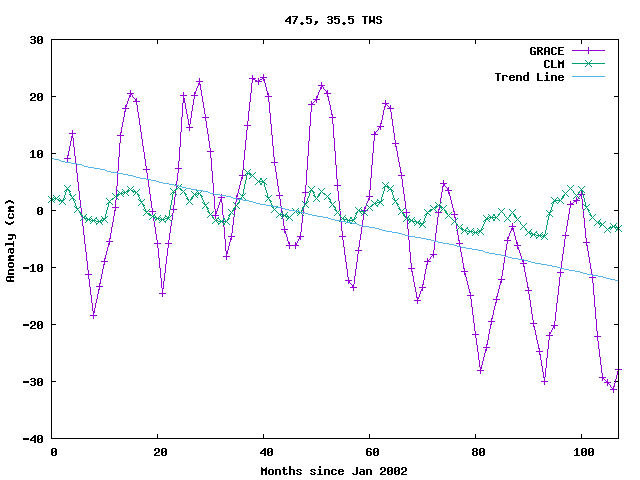 47.5, 35.5 TWS
GRACE
CLM
Trend Line
30
20
10
0
-10
-20
-30
-40
Anomaly (cm)
0 20 40 60 80 100
Months since Jan 2002